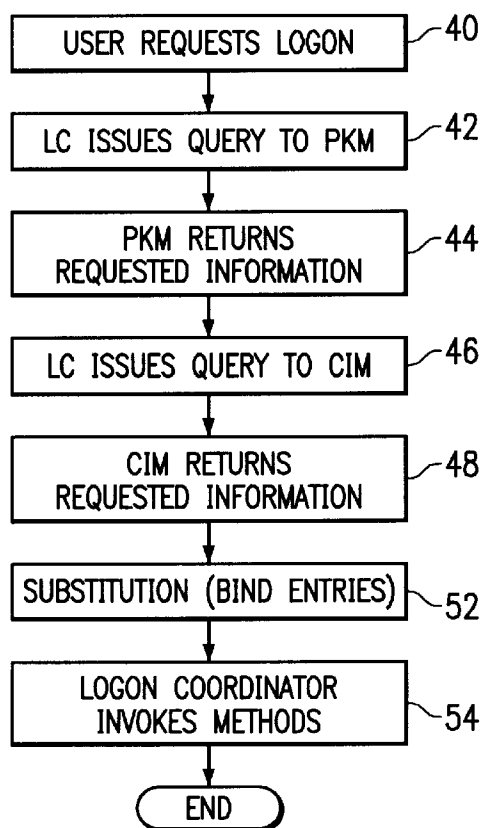 USER REQUESTS LOGON
40
LC ISSUES QUERY TO PKM
42
PKM RETURNS
REQUESTED INFORMATION
44
LC ISSUES QUERY TO CIM
46
CIM RETURNS
REQUESTED INFORMATION
48
SUBSTITUTION (BIND ENTRIES)
52
LOGON COORDINATOR
INVOKES METHODS
54
END